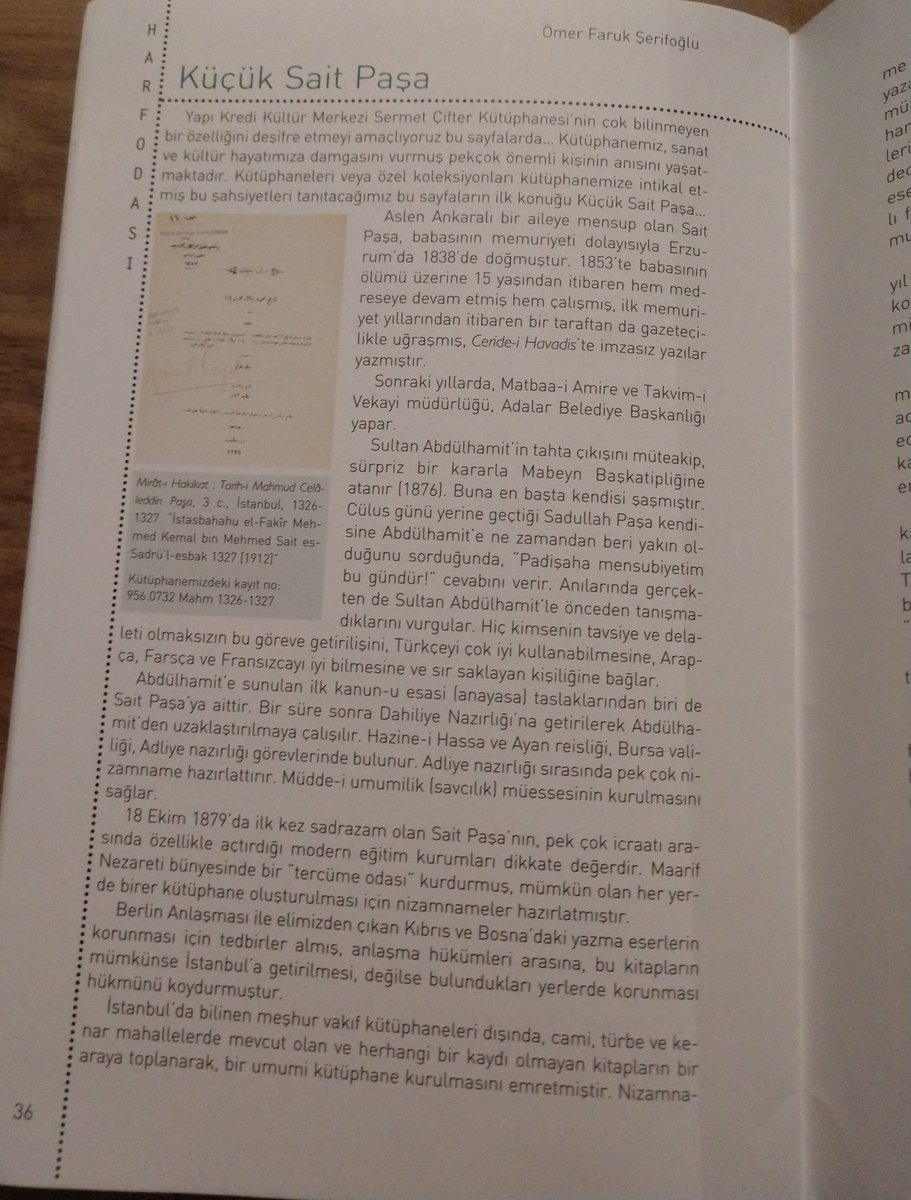 Ömer Faruk Şerifoğlu
HARF ODASI
Küçük Sait Paşa
Yapı Kredi Kültür Merkezi Sermet Çifter Kütüphanesi'nin çok bilinmeyen
bir özelliğini deşifre etmeyi amaçlıyoruz bu sayfalarda... Kütüphanemiz, sanat
ve kültür hayatımıza damgasını vurmuş pekçok önemli kişinin anısını yaşat-
maktadır. Kütüphaneleri veya özel koleksiyonları kütüphanemize intikal et-
miş bu şahsiyetleri tanıtacağımız bu sayfaların ilk konuğu Küçük Sait Paşa...
Aslen Ankaralı bir aileye mensup olan Sait
Paşa, babasının memuriyeti dolayısıyla Erzu-
rum'da 1838'de doğmuştur. 1853'te babasının
ölümü üzerine 15 yaşından itibaren hem med-
reseye devam etmiş hem çalışmış, ilk memuri-
yet yıllarından itibaren bir taraftan da gazeteci-
likle uğraşmış, Ceride-i Havadis'te imzasız yazılar
yazmıştır.
Sonraki yıllarda, Matbaa-i Amire ve Takvim-i
Vekayi müdürlüğü, Adalar Belediye Başkanlığı
yapar.
Sultan Abdülhamit'in tahta çıkışını müteakip,
sürpriz bir kararla Mabeyn Başkatipliğine
atanır (1876). Buna en başta kendisi şaşmıştır.
Cülus günü yerine geçtiği Sadullah Paşa kendi-
sine Abdülhamit'e ne zamandan beri yakın ol-
duğunu sorduğunda, "Padişaha mensubiyetim
bu gündür!" cevabını verir. Anılarında gerçek-
ten de Sultan Abdülhamit'le önceden tanışma-
dıklarını vurgular. Hiç kimsenin tavsiye ve dela-
leti olmaksızın bu göreve getirilişini, Türkçeyi çok iyi kullanabilmesine, Arap-
ça, Farsça ve Fransızcayı iyi bilmesine ve sır saklayan kişiliğine bağlar.
Mirât-ı Hakikat : Tarih-ı Mahmud Celâ-
leddin Paşa, 3 c., İstanbul, 1326-
1327. "İstasbahahu el-Fakîr Meh-
med Kemal bin Mehmed Sait es-
Sadrü'l-esbak 1327 [1912]"
Kütüphanemizdeki kayıt no:
956.0732 Mahm 1326-1327
Abdülhamit'e sunulan ilk kanun-u esasi (anayasa) taslaklarından biri de
Sait Paşa'ya aittir. Bir süre sonra Dahiliye Nazırlığı'na getirilerek Abdülha-
mit'den uzaklaştırılmaya çalışılır. Hazine-i Hassa ve Ayan reisliği, Bursa vali-
liği, Adliye nazırlığı görevlerinde bulunur. Adliye nazırlığı sırasında pek çok ni-
zamname hazırlattırır. Müdde-i umumilik (savcılık) müessesinin kurulmasını
sağlar.
18 Ekim 1879'da ilk kez sadrazam olan Sait Paşa'nın, pek çok icraatı ara-
sında özellikle açtırdığı modern eğitim kurumları dikkate değerdir. Maarif
Nezareti bünyesinde bir "tercüme odası" kurdurmuş, mümkün olan her yer-
de birer kütüphane oluşturulması için nizamnameler hazırlatmıştır.
Berlin Anlaşması ile elimizden çıkan Kıbrıs ve Bosna'daki yazma eserlerin
korunması için tedbirler almış, anlaşma hükümleri arasına, bu kitapların
mümkünse İstanbul'a getirilmesi, değilse bulundukları yerlerde korunması
hükmünü koydurmuştur.
İstanbul'da bilinen meşhur vakıf kütüphaneleri dışında, cami, türbe ve ke-
nar mahallelerde mevcut olan ve herhangi bir kaydı olmayan kitapların bir
araya toplanarak, bir umumi kütüphane kurulmasını emretmiştir. Nizamna-
36